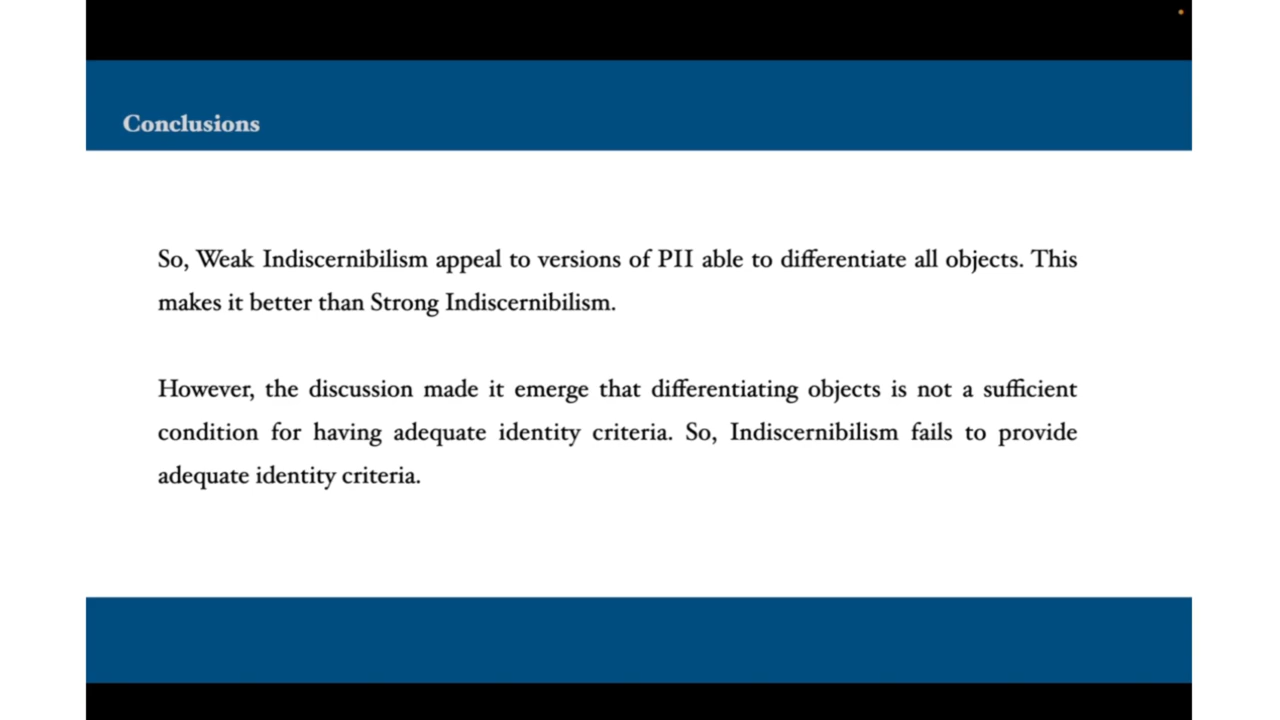 Conclusions
So, Weak Indiscernibilism appeal to versions of PII able to differentiate all objects. This
makes it better than Strong Indiscernibilism.
However, the discussion made it emerge that differentiating objects is not a sufficient
condition for having adequate identity criteria. So, Indiscernibilism fails to provide
adequate identity criteria.